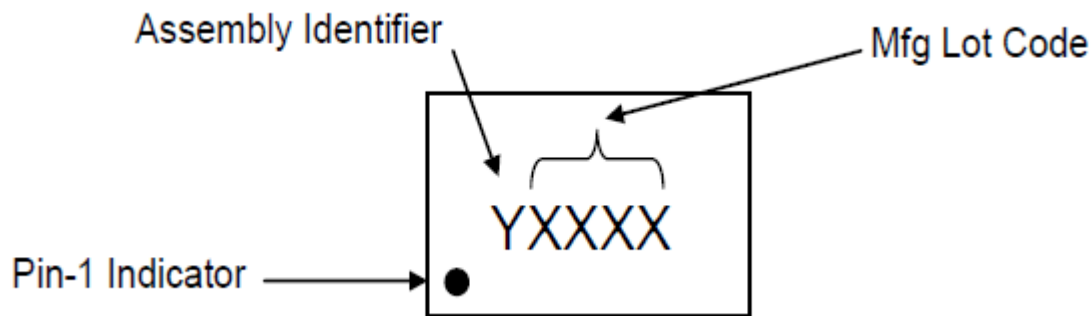 Assembly Identifier
Mfg Lot Code
YXXXX
Pin-1 Indicator